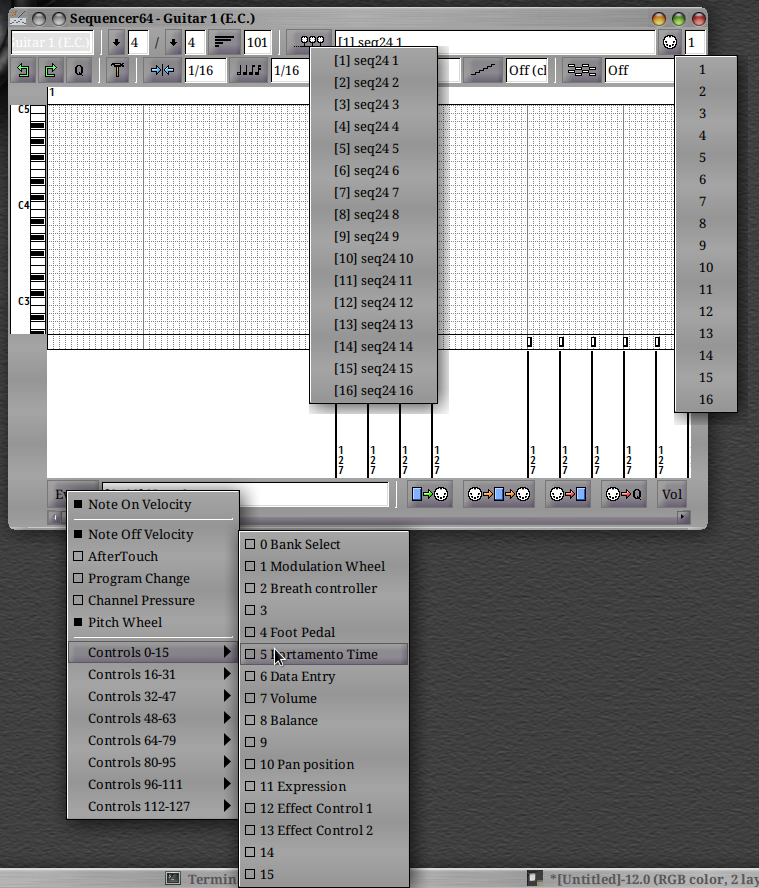 Sequencer64 - Guitar 1 (E.C.)
uitar 1 (E.C.)
4
/
4
101
[1] seq24 1
1
Q
1/16
1/16
Off (cl
Off
1
C5
C4
C3
[1] seq24 1
[2] seq24 2
[3] seq24 3
[4] seq24 4
[5] seq24 5
[6] seq24 6
[7] seq24 7
[8] seq24 8
[9] seq24 9
[10] seq24 10
[11] seq24 11
[12] seq24 12
[13] seq24 13
[14] seq24 14
[15] seq24 15
[16] seq24 16
1
2
3
4
5
6
7
8
9
10
11
12
13
14
15
16
127
127
127
127
127
127
127
127
127
Q
Vol
Note On Velocity
Note Off Velocity
AfterTouch
Program Change
Channel Pressure
Pitch Wheel
Controls 0-15
Controls 16-31
Controls 32-47
Controls 48-63
Controls 64-79
Controls 80-95
Controls 96-111
Controls 112-127
0 Bank Select
1 Modulation Wheel
2 Breath controller
3
4 Foot Pedal
5 Portamento Time
6 Data Entry
7 Volume
8 Balance
9
10 Pan position
11 Expression
12 Effect Control 1
13 Effect Control 2
14
15
Termin
*[Untitled]-12.0 (RGB color, 2 lay